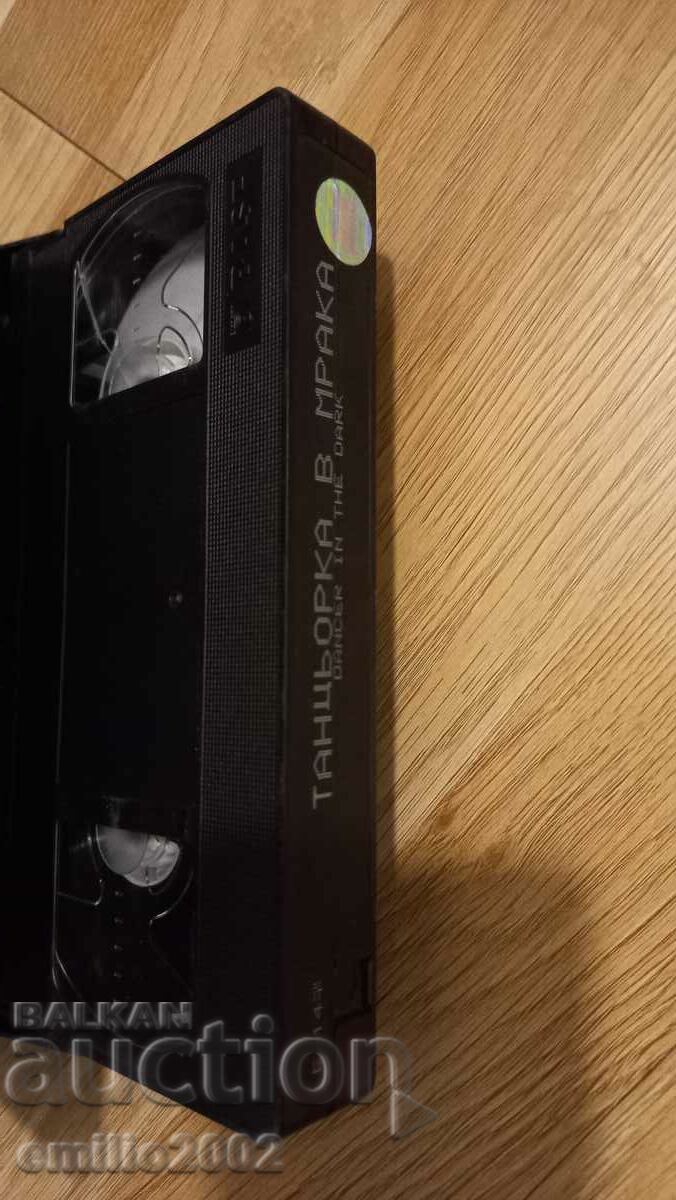 ТАНЦЬОРКА В МРАКА
DANCER IN THE DARK
BALKAN
auction
emilio2002